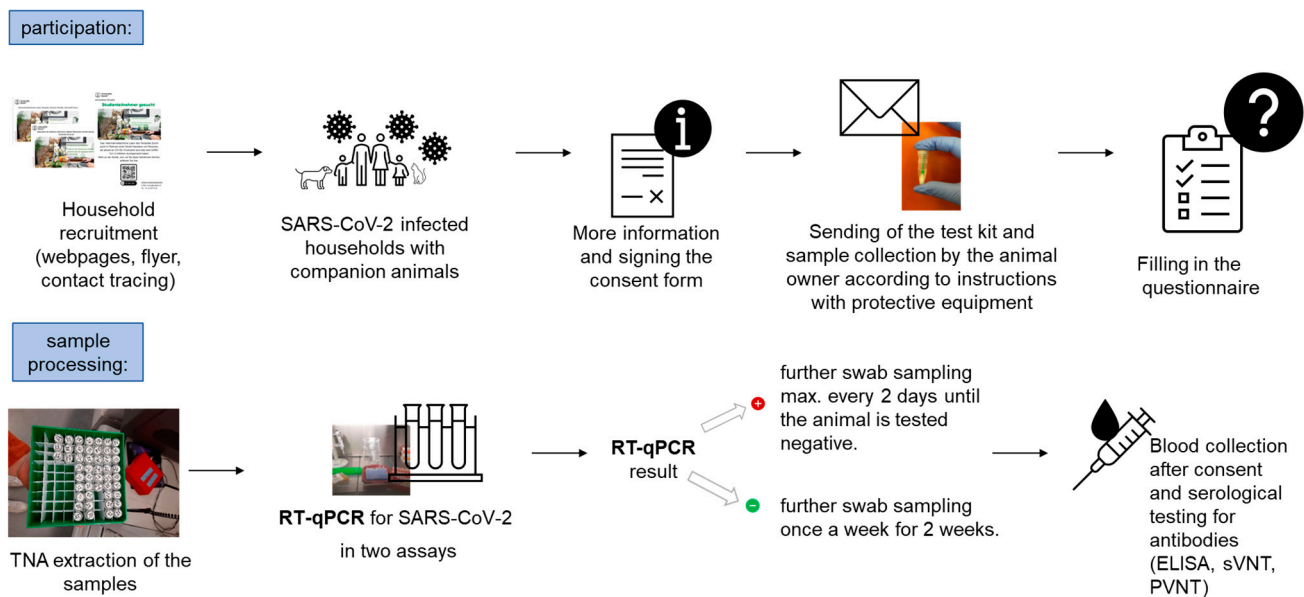 participation:
Studienteilnehmer gesucht
Household
recruitment
(webpages, flyer,
contact tracing)
SARS-CoV-2 infected
households with
companion animals
More information
and signing the
consent form
Sending of the test kit and
sample collection by the animal
owner according to instructions
with protective equipment
Filling in the
questionnaire
sample
processing:
TNA extraction of the
samples
RT-qPCR for SARS-CoV-2
in two assays
RT-qPCR
result
further swab sampling
max. every 2 days until
the animal is tested
negative.
further swab sampling
once a week for 2 weeks.
Blood collection
after consent
and serological
testing for
antibodies
(ELISA, sVNT,
PVNT)